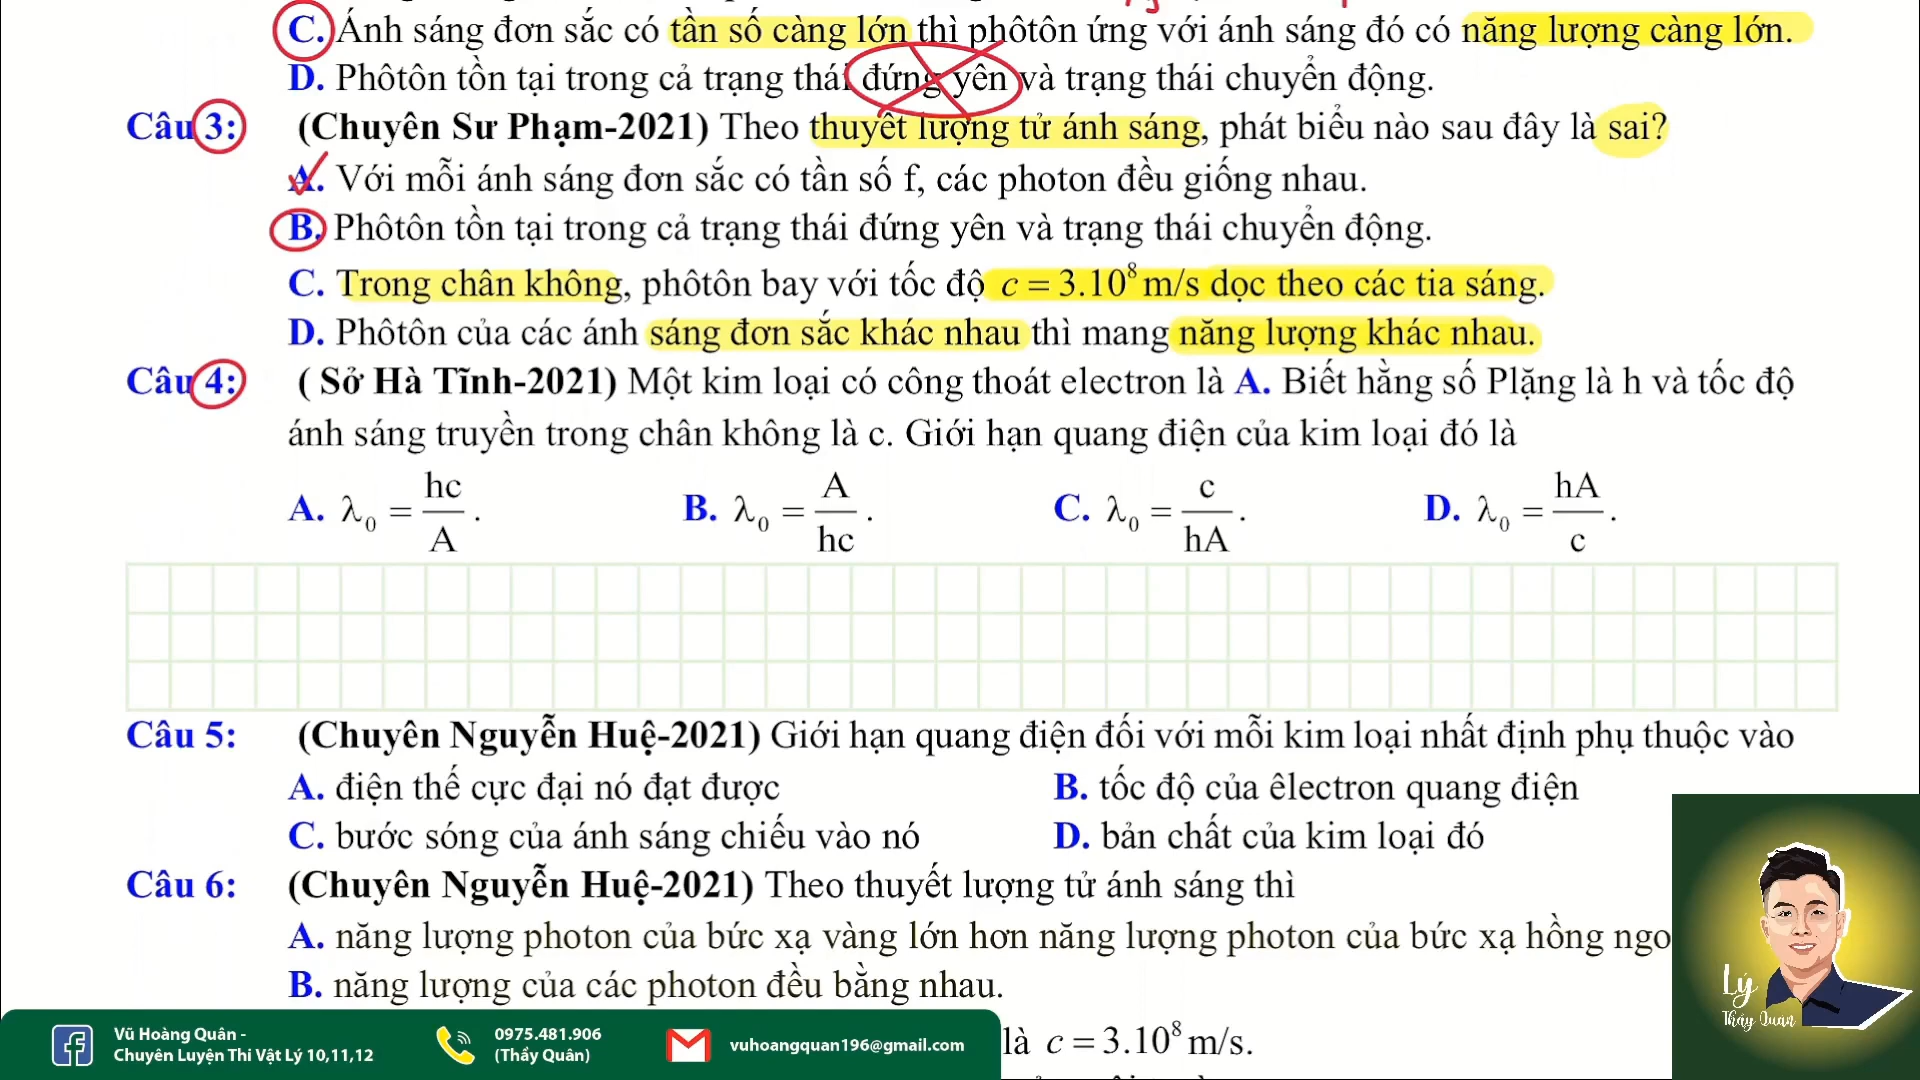 C. Ánh sáng đơn sắc có tần số càng lớn thì phôtôn ứng với ánh sáng đó có năng lượng càng lớn.
D. Phôtôn tồn tại trong cả trạng thái đứng yên và trạng thái chuyển động.
Câu 3: (Chuyên Sư Phạm-2021) Theo thuyết lượng tử ánh sáng, phát biểu nào sau đây là sai?
A. Với mỗi ánh sáng đơn sắc có tần số f, các photon đều giống nhau.
B. Phôtôn tồn tại trong cả trạng thái đứng yên và trạng thái chuyển động.
C. Trong chân không, phôtôn bay với tốc độ c = 3.10⁸ m/s dọc theo các tia sáng.
D. Phôtôn của các ánh sáng đơn sắc khác nhau thì mang năng lượng khác nhau.
Câu 4: ( Sở Hà Tĩnh-2021) Một kim loại có công thoát electron là A. Biết hằng số Plặng là h và tốc độ
ánh sáng truyền trong chân không là c. Giới hạn quang điện của kim loại đó là
A. λ₀ = hc/A. B. λ₀ = A/hc. C. λ₀ = c/hA. D. λ₀ = hA/c.
Câu 5: (Chuyên Nguyễn Huệ-2021) Giới hạn quang điện đối với mỗi kim loại nhất định phụ thuộc vào
A. điện thế cực đại nó đạt được B. tốc độ của êlectron quang điện
C. bước sóng của ánh sáng chiếu vào nó D. bản chất của kim loại đó
Câu 6: (Chuyên Nguyễn Huệ-2021) Theo thuyết lượng tử ánh sáng thì
A. năng lượng photon của bức xạ vàng lớn hơn năng lượng photon của bức xạ hồng ngo
B. năng lượng của các photon đều bằng nhau.
là c = 3.10⁸ m/s.
Lý
Thầy Quân
Vũ Hoàng Quân -
Chuyên Luyện Thi Vật Lý 10,11,12
0975.481.906
(Thầy Quân)
vuhoangquan196@gmail.com